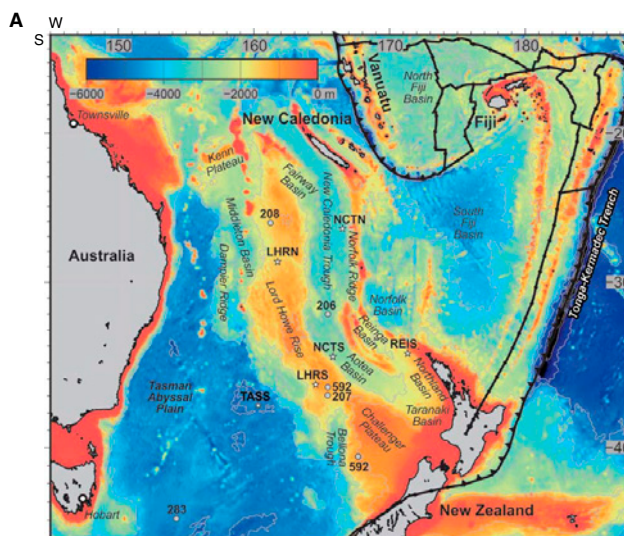 A
W
S
150
160
170
180
−6000
−4000
−2000
0 m
Townsville
Vanuatu
North
Fiji
Basin
New Caledonia
Fiji
−20
Kenn
Plateau
Fairway
Basin
208
NCTN
New Caledonia Trough
Norfolk Ridge
South
Fiji Basin
Tonga-Kermadec Trench
Australia
Middleton Basin
Dampier Ridge
LHRN
Lord Howe Rise
−30
206
Norfolk
Basin
Reinga
Basin
REIS
NCTS
Aotea
Basin
Northland
Basin
Tasman
Abyssal
Plain
TASS
LHRS
592
207
Taranaki
Basin
Challenger
Plateau
Bellona
Trough
592
−40
Hobart
283
New Zealand